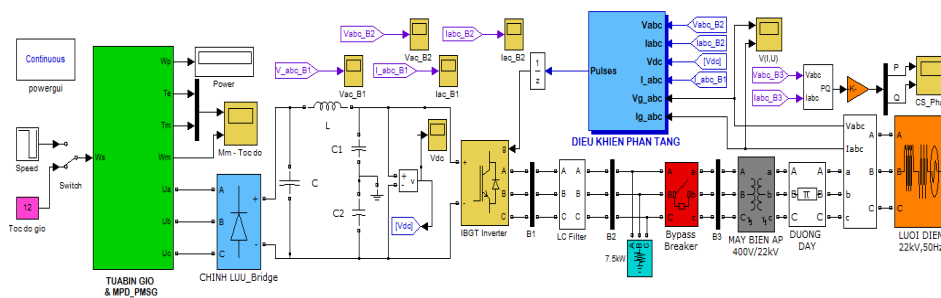 Continuous
powergui
Speed
Switch
12
Toc do gio
Ws
Wp
Te
Tm
Wm
Ua
Ub
Uc
TUABIN GIO
& MPD_PMSG
Power
Mm - Toc do
A
B
C
+
-
CHINH LUU_Bridge
V_abc_B1
Vac_B1
I_abc_B1
Iac_B1
Vabc_B2
Vac_B2
Iabc_B2
Iac_B2
L
C
C1
C2
+
-
v
Vdc
[Vdc]
+
-
g
A
B
C
IBGT Inverter
1
z
B1
A
B
C
A
B
C
LC Filter
B2
A B C
7.5kW
Pulses
Vabc
Iabc
Vdc
I_abc
Vg_abc
Ig_abc
DIEU KHIEN PHAN TANG
Vabc_B2
Iabc_B2
[Vdc]
I_abc_B1
V(I,U)
Vabc_B3
Iabc_B3
Vabc
Iabc
PQ
K-
P
Q
CS_Pha
A
B
C
a
b
c
Bypass
Breaker
B3
A
B
C
a
b
c
MAY BIEN AP
400V/22kV
A
B
C
π
A
B
C
DUONG
DAY
Vabc
Iabc
A
B
C
a
b
c
A
B
C
LUOI DIEN
22kV,50Hz